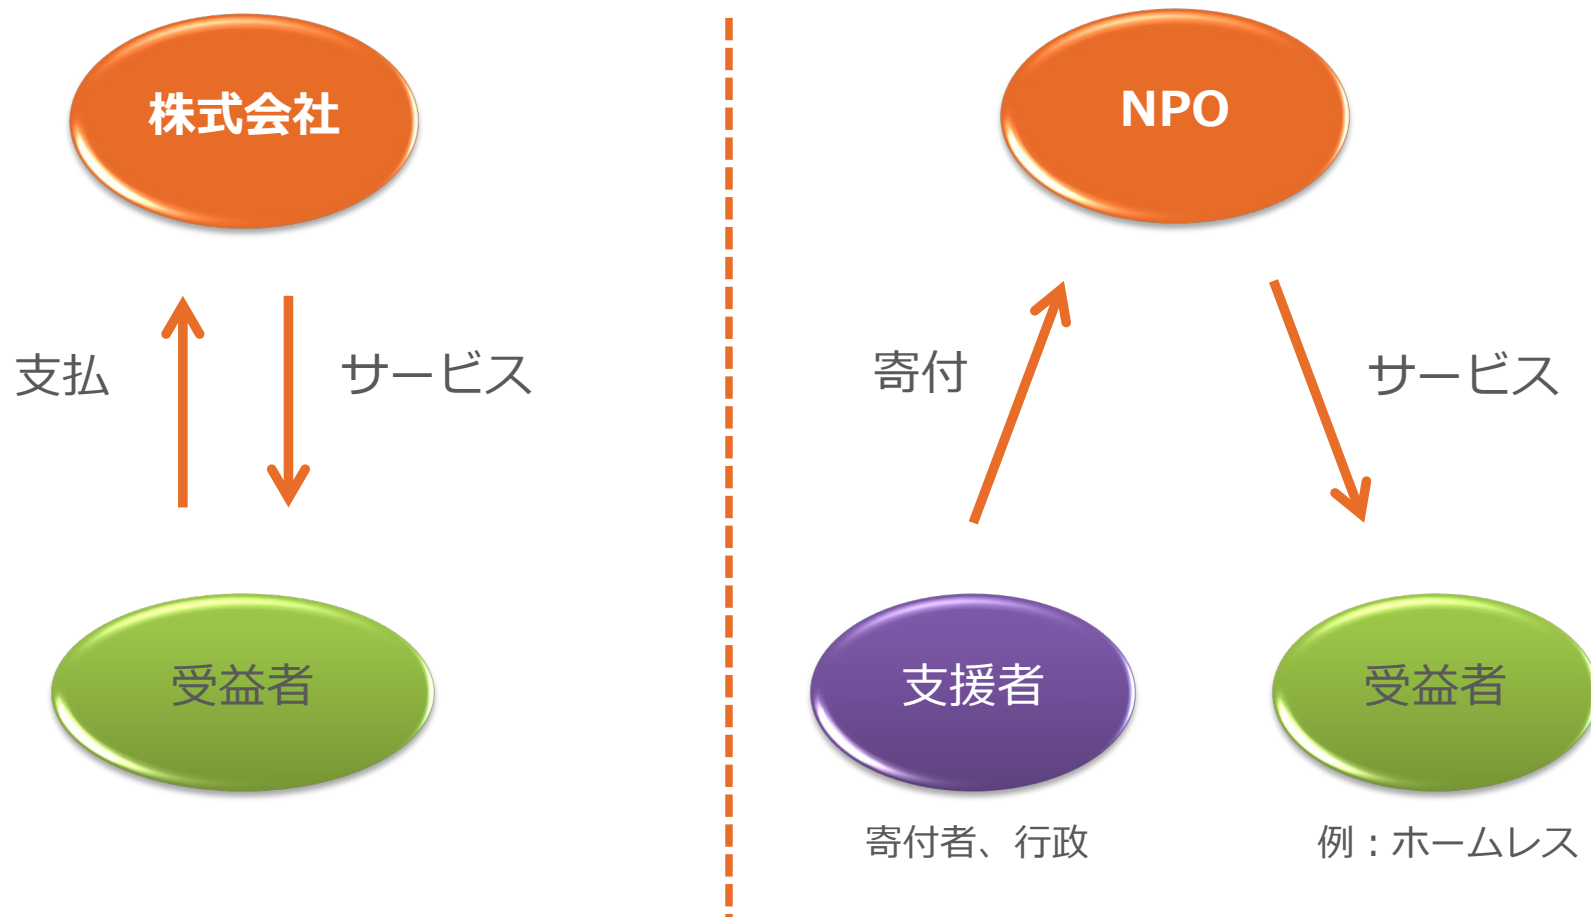 株式会社
支払
サービス
受益者
NPO
寄付
サービス
支援者
受益者
寄付者、行政
例：ホームレス